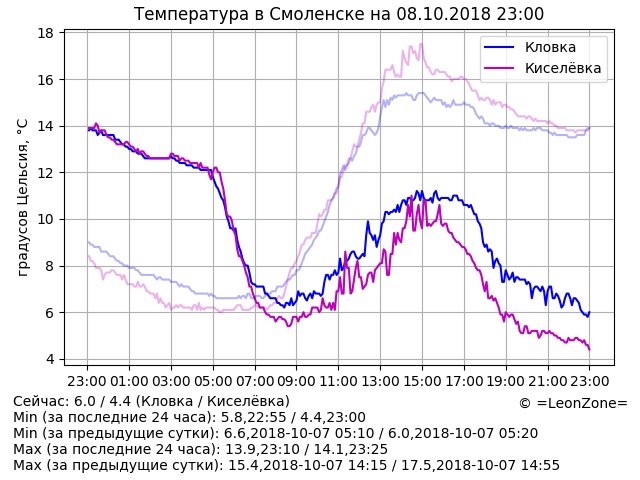 Температура в Смоленске на 08.10.2018 23:00
градусов Цельсия, °C
18
16
14
12
10
8
6
4
Кловка
Киселёвка
23:00 01:00 03:00 05:00 07:00 09:00 11:00 13:00 15:00 17:00 19:00 21:00 23:00
Сейчас: 6.0 / 4.4 (Кловка / Киселёвка)
© =LeonZone=
Min (за последние 24 часа): 5.8,22:55 / 4.4,23:00
Min (за предыдущие сутки): 6.6,2018-10-07 05:10 / 6.0,2018-10-07 05:20
Max (за последние 24 часа): 13.9,23:10 / 14.1,23:25
Max (за предыдущие сутки): 15.4,2018-10-07 14:15 / 17.5,2018-10-07 14:55